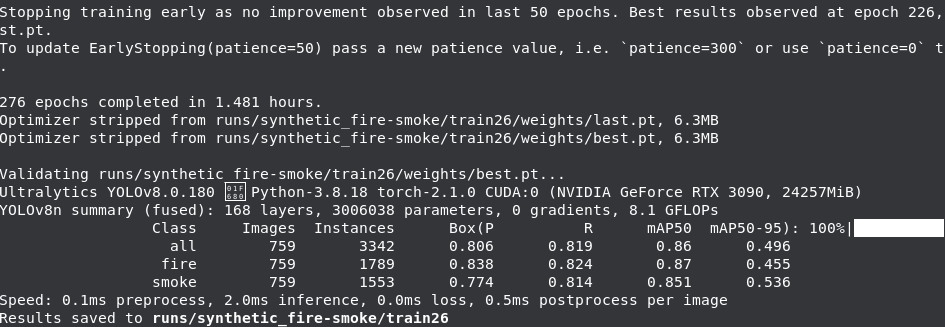 Stopping training early as no improvement observed in last 50 epochs. Best results observed at epoch 226,
st.pt.
To update EarlyStopping(patience=50) pass a new patience value, i.e. `patience=300` or use `patience=0` t
.
276 epochs completed in 1.481 hours.
Optimizer stripped from runs/synthetic_fire-smoke/train26/weights/last.pt, 6.3MB
Optimizer stripped from runs/synthetic_fire-smoke/train26/weights/best.pt, 6.3MB
Validating runs/synthetic_fire-smoke/train26/weights/best.pt...
Ultralytics YOLOv8.0.180 🚀 Python-3.8.18 torch-2.1.0 CUDA:0 (NVIDIA GeForce RTX 3090, 24257MiB)
YOLOv8n summary (fused): 168 layers, 3006038 parameters, 0 gradients, 8.1 GFLOPs
Class Images Instances Box(P R mAP50 mAP50-95): 100%|
all 759 3342 0.806 0.819 0.86 0.496
fire 759 1789 0.838 0.824 0.87 0.455
smoke 759 1553 0.774 0.814 0.851 0.536
Speed: 0.1ms preprocess, 2.0ms inference, 0.0ms loss, 0.5ms postprocess per image
Results saved to runs/synthetic_fire-smoke/train26